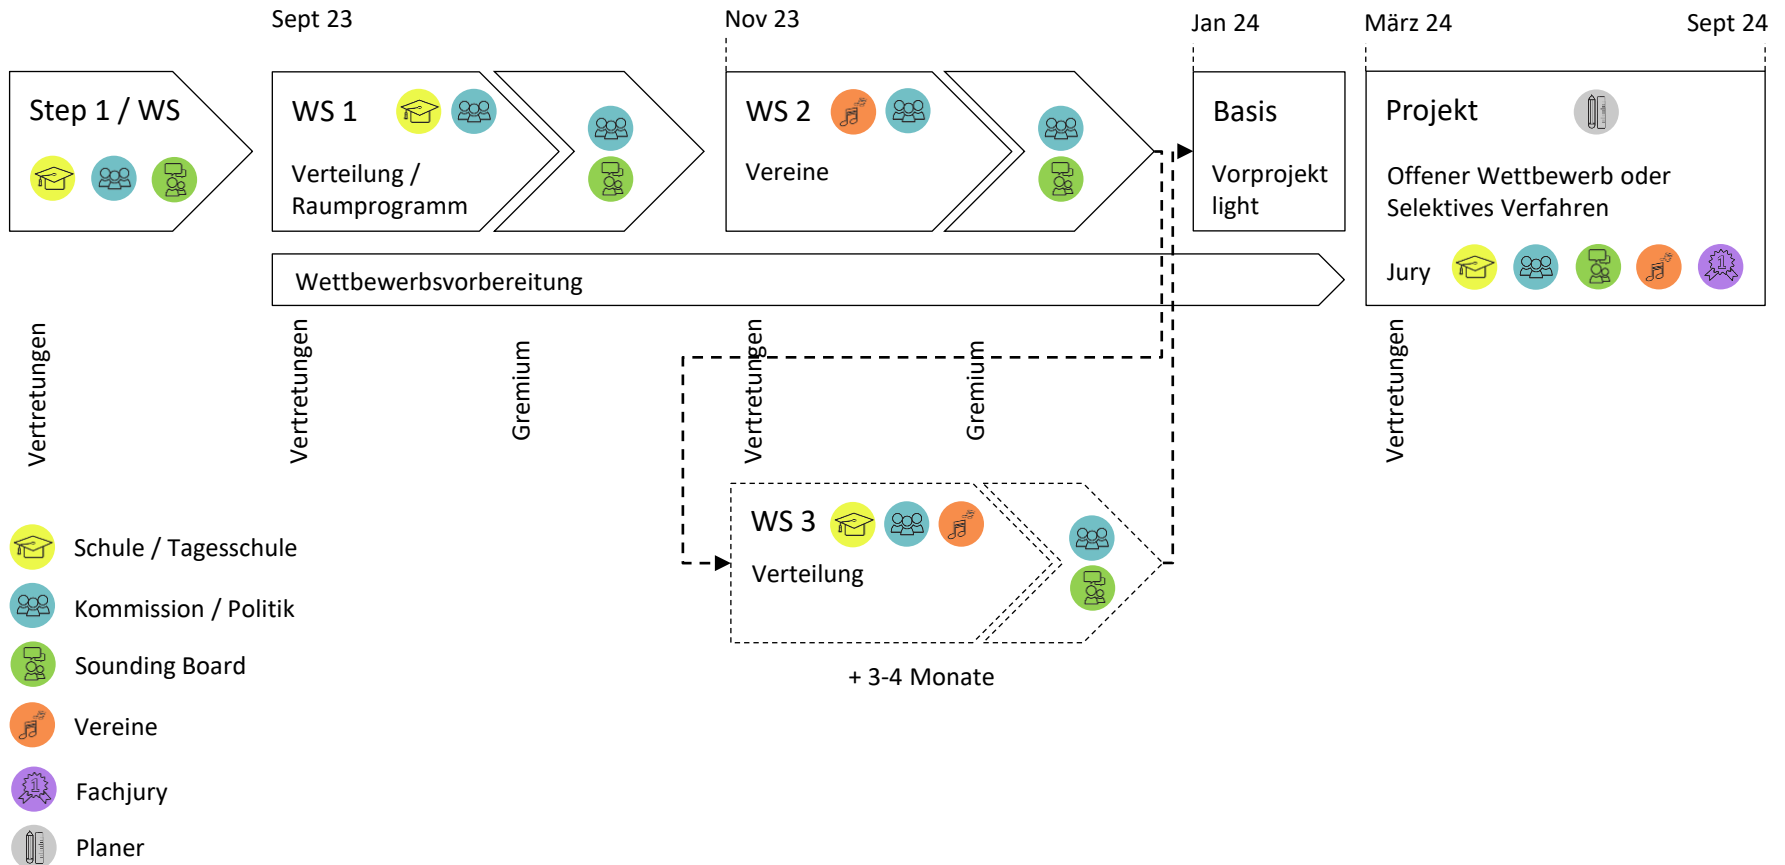 Sept 23
Nov 23
Jan 24
März 24
Sept 24
Step 1 / WS
WS 1
Verteilung /
Raumprogramm
WS 2
Vereine
Basis
Vorprojekt
light
Projekt
Offener Wettbewerb oder
Selektives Verfahren
Jury
1
Wettbewerbsvorbereitung
Vertretungen
Vertretungen
Gremium
Vertretungen
Gremium
Vertretungen
WS 3
Verteilung
+ 3-4 Monate
Schule / Tagesschule
Kommission / Politik
Sounding Board
Vereine
1
Fachjury
Planer